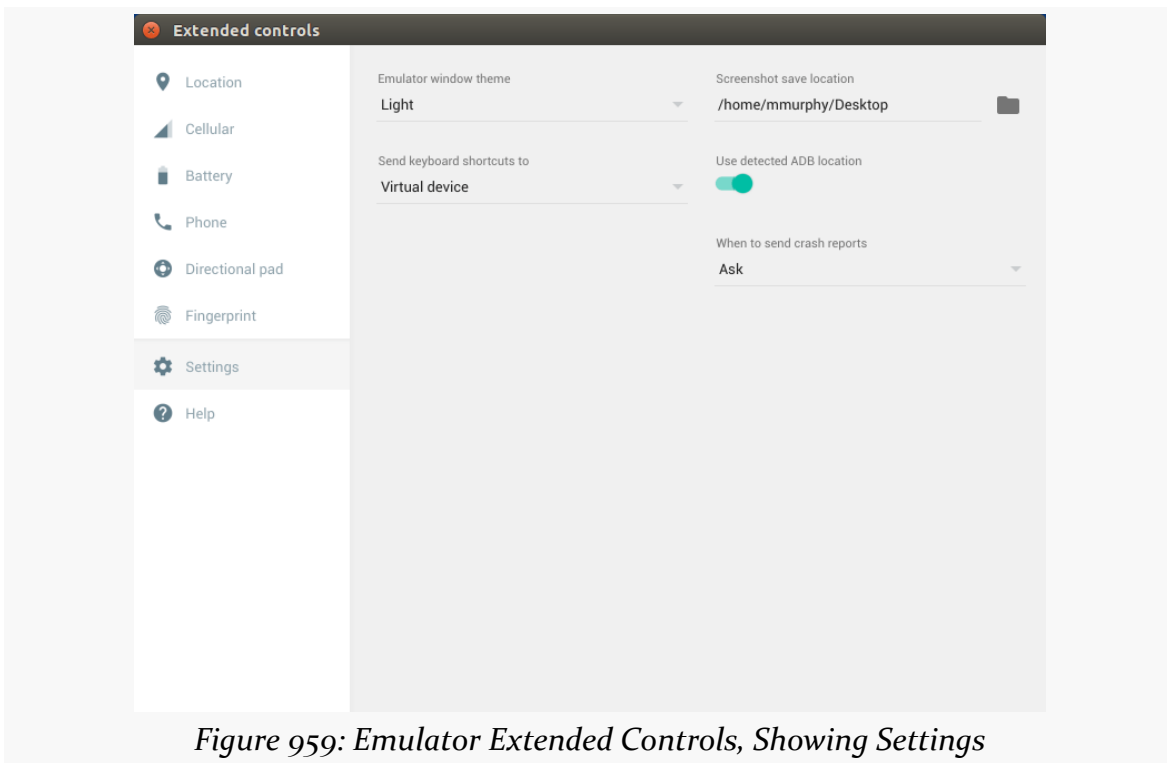 Extended controls
Location
Cellular
Battery
Phone
Directional pad
Fingerprint
Settings
Help
Emulator window theme
Light
Send keyboard shortcuts to
Virtual device
Screenshot save location
/home/mmurphy/Desktop
Use detected ADB location
When to send crash reports
Ask
Figure 959: Emulator Extended Controls, Showing Settings